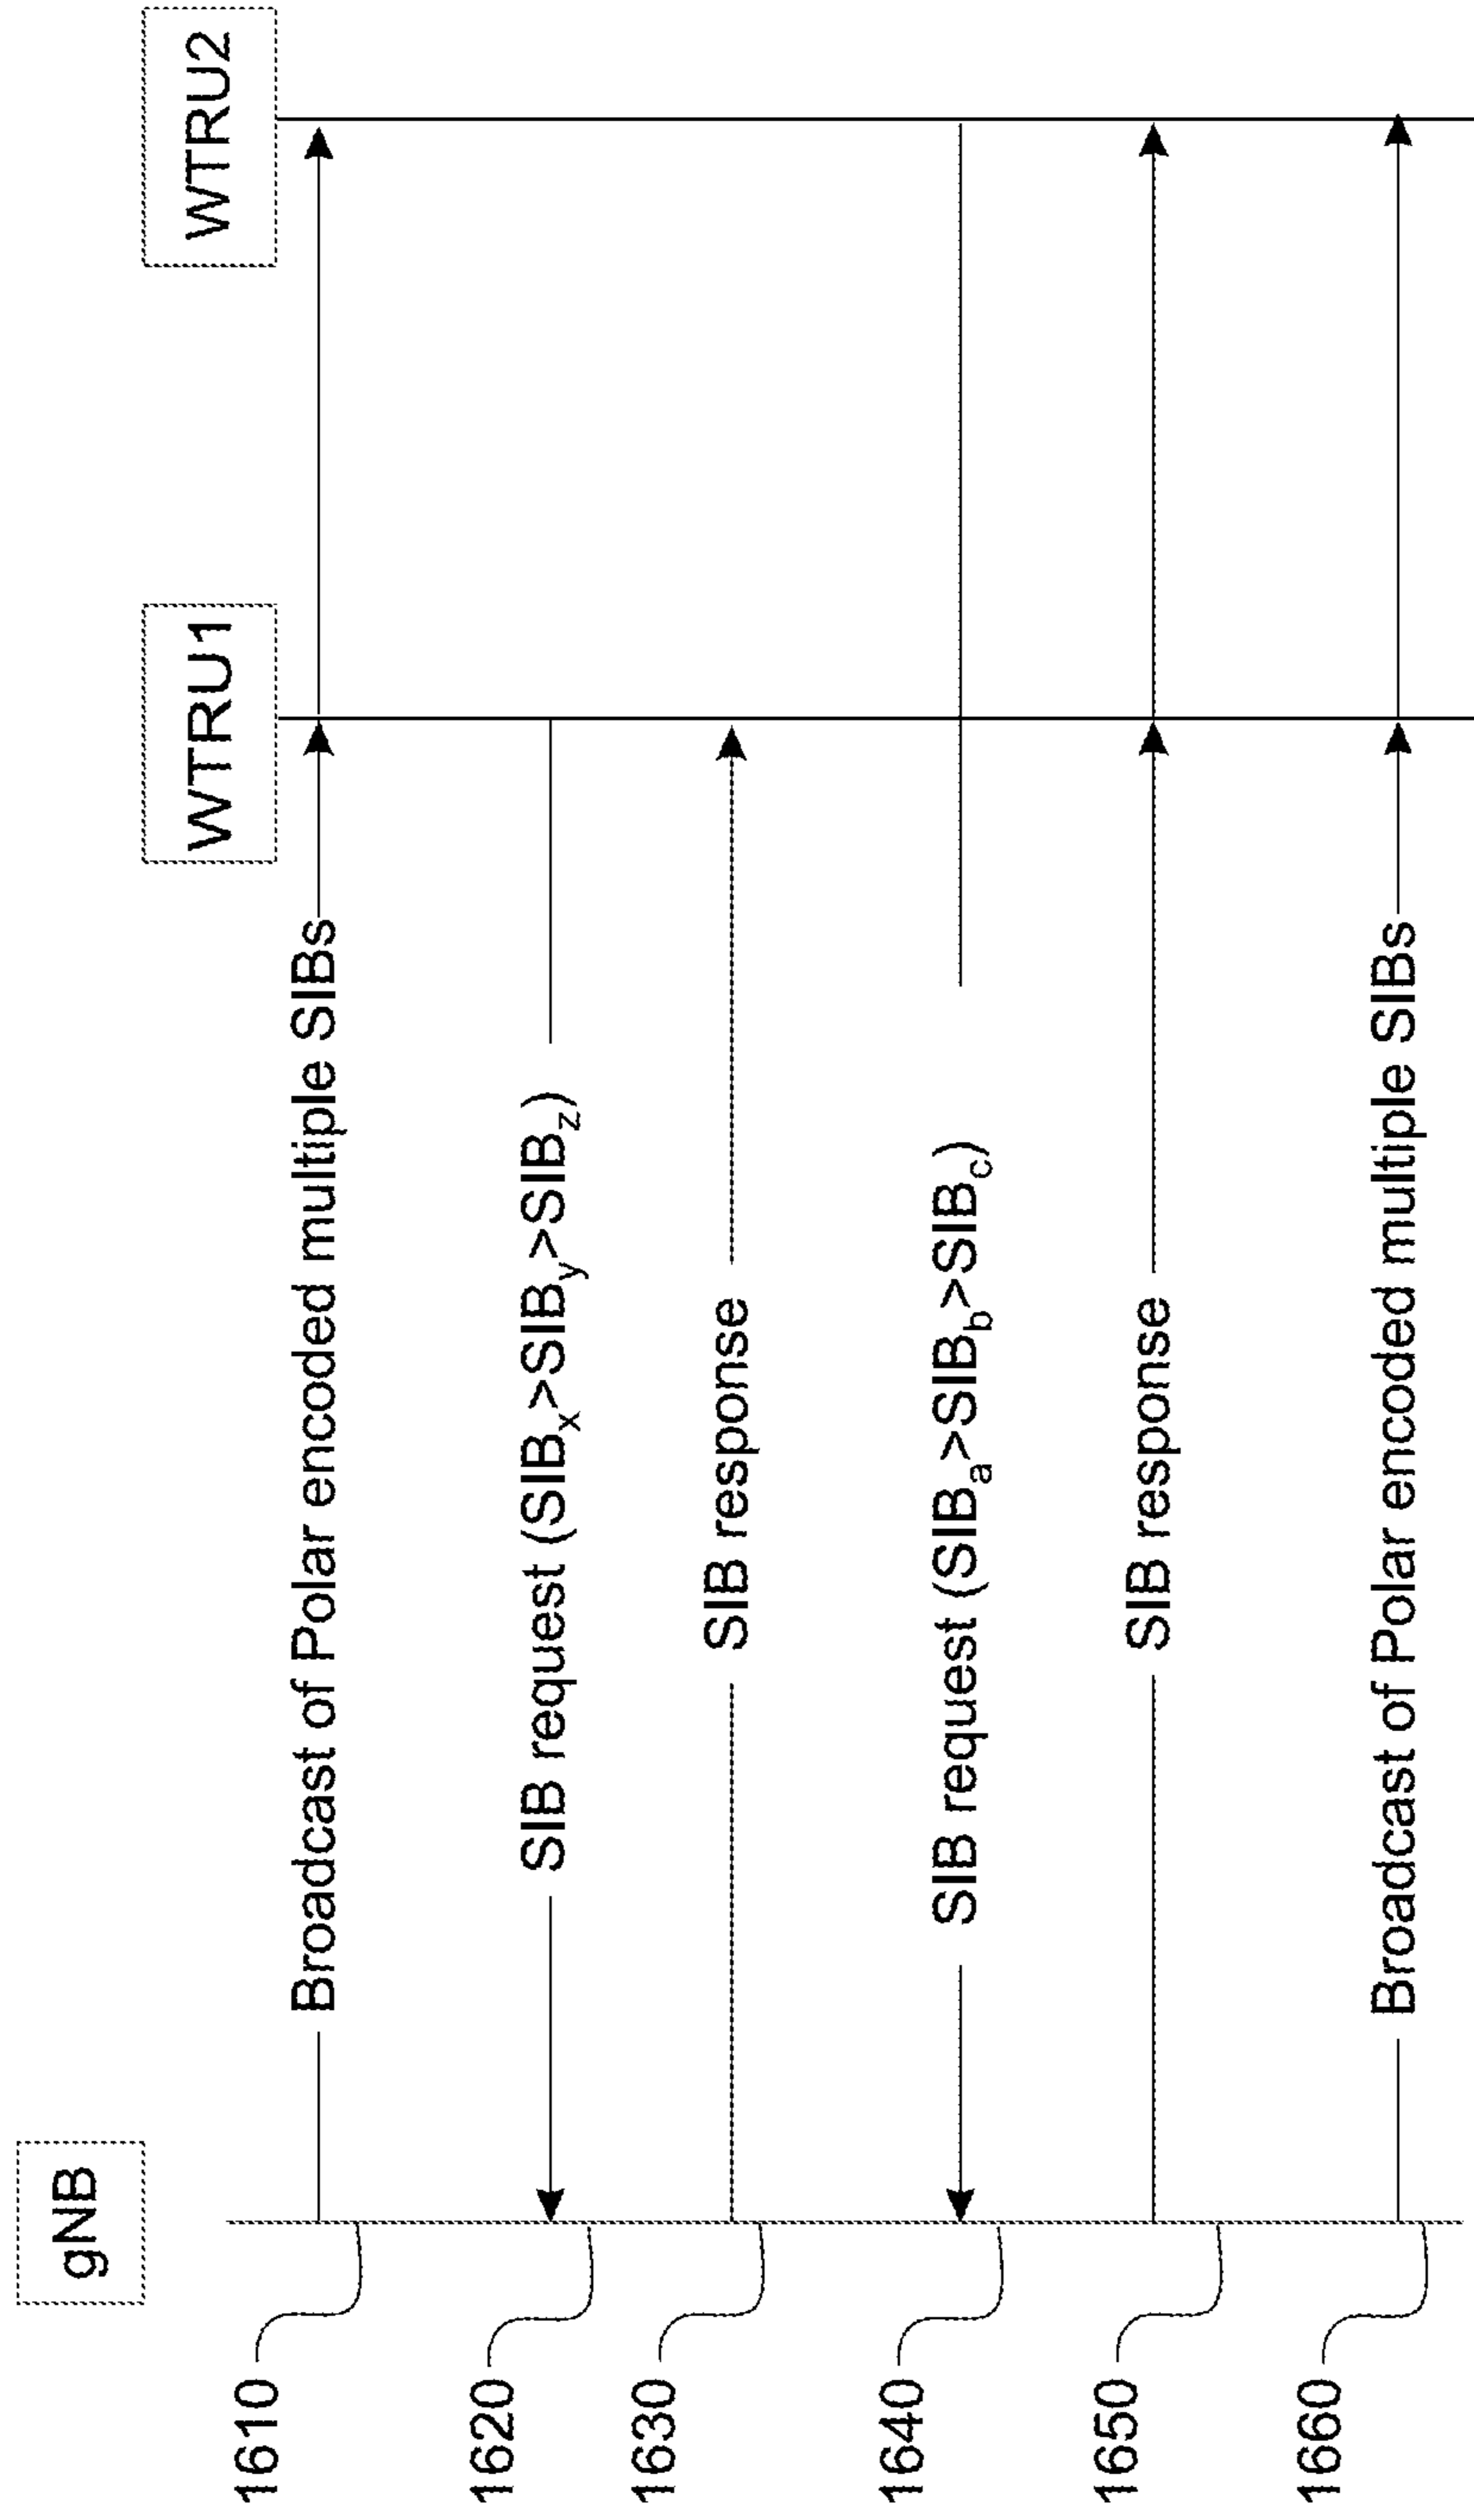 gNB
WTRU1
WTRU2
1610
Broadcast of Polar encoded multiple SIBs
1620
SIB request (SIBx>SIBy>SIBz)
1630
SIB response
1640
SIB request (SIBa>SIBb>SIBc)
1650
SIB response
1660
Broadcast of Polar encoded multiple SIBs